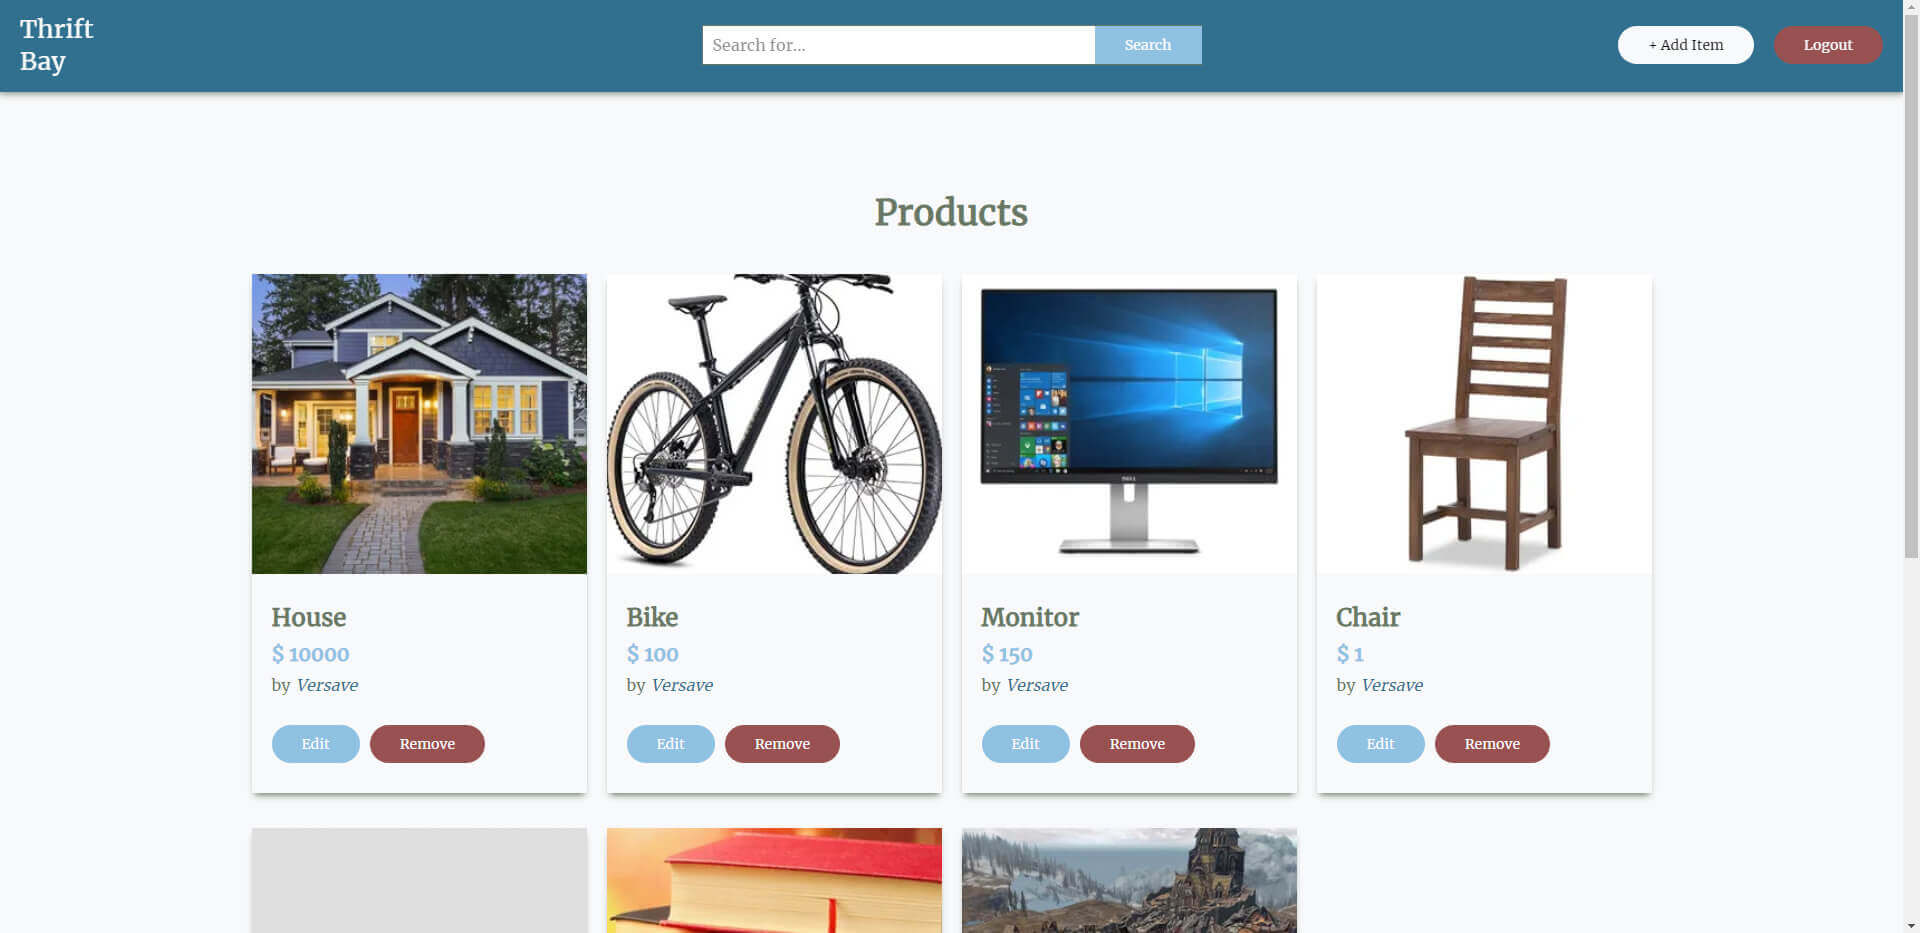 Thrift
Bay
Search for...
Search
+ Add Item
Logout
Products
House
$ 10000
by Versave
Edit
Remove
Bike
$ 100
by Versave
Edit
Remove
DELL
Monitor
$ 150
by Versave
Edit
Remove
Chair
$ 1
by Versave
Edit
Remove